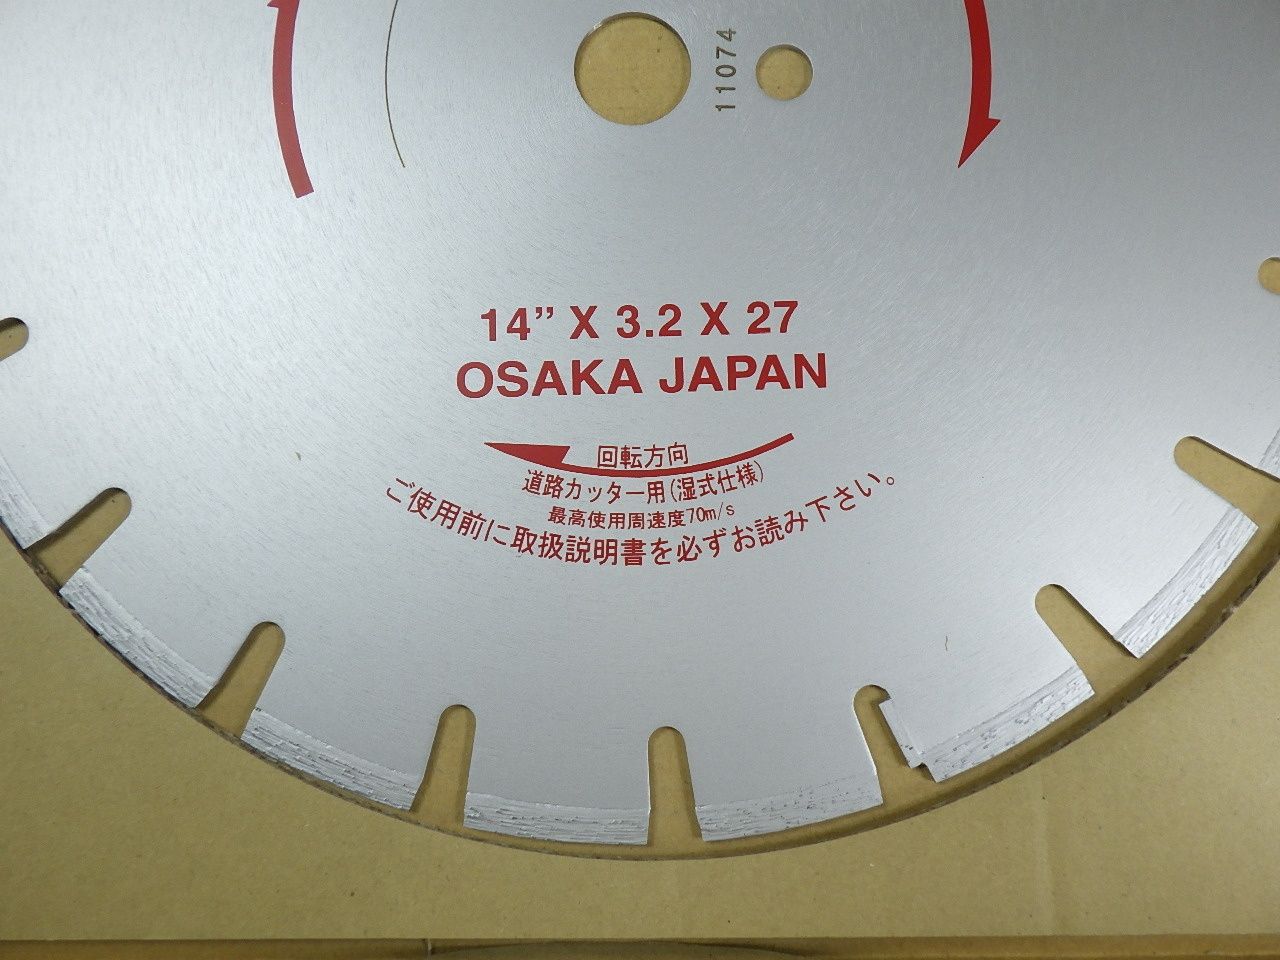 11074
14” X 3.2 X 27
OSAKA JAPAN
回転方向
道路カッター用(湿式仕様)
最高使用周速度70m/s
ご使用前に取扱説明書を必ずお読み下さい。